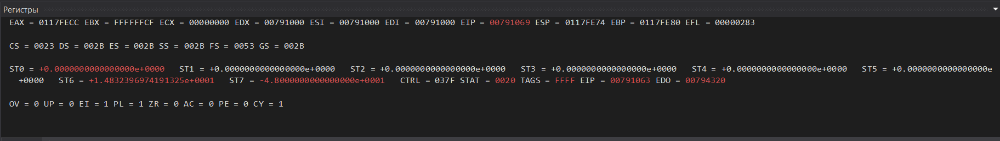 Регистры
EAX = 0117FECC EBX = FFFFFFCF ECX = 00000000 EDX = 00791000 ESI = 00791000 EDI = 00791000 EIP = 00791069 ESP = 0117FE74 EBP = 0117FE80 EFL = 00000283
CS = 0023 DS = 002B ES = 002B SS = 002B FS = 0053 GS = 002B
ST0 = +0.0000000000000000e+0000 ST1 = +0.0000000000000000e+0000 ST2 = +0.0000000000000000e+0000 ST3 = +0.0000000000000000e+0000 ST4 = +0.0000000000000000e+0000 ST5 = +0.0000000000000000e
+0000 ST6 = +1.4832396974191325e+0001 ST7 = -4.8000000000000000e+0001 CTRL = 037F STAT = 0020 TAGS = FFFF EIP = 00791063 EDO = 00794320
OV = 0 UP = 0 EI = 1 PL = 1 ZR = 0 AC = 0 PE = 0 CY = 1